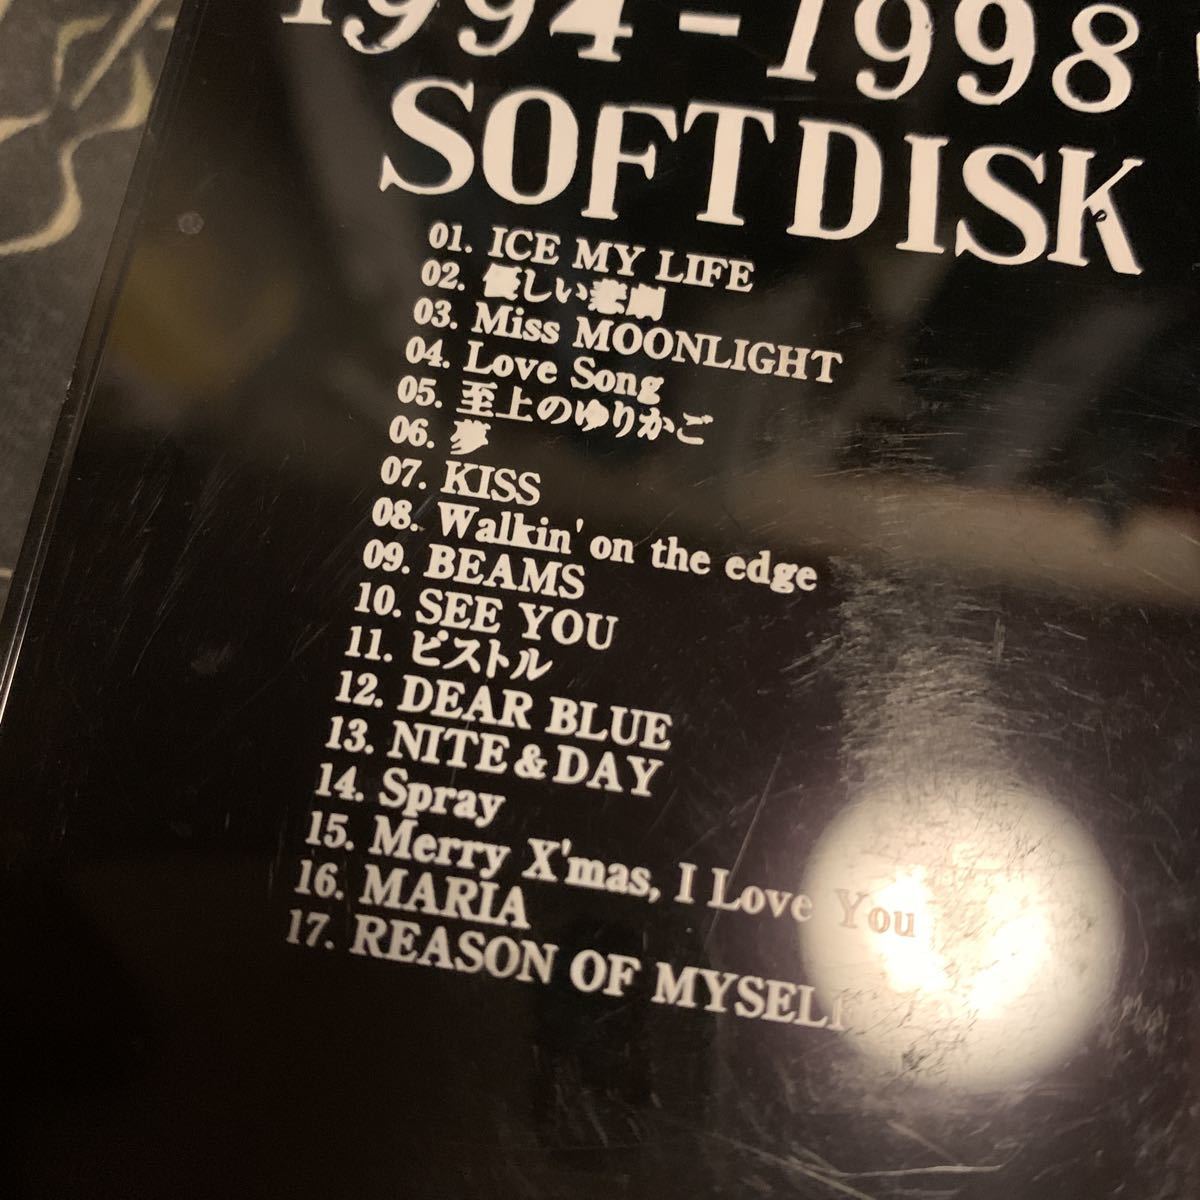 1994-1998
SOFT DISK
01. ICE MY LIFE
02. 優しい悲劇
03. Miss MOONLIGHT
04. Love Song
05. 至上のゆりかご
06. 夢
07. KISS
08. Walkin' on the edge
09. BEAMS
10. SEE YOU
11. ピストル
12. DEAR BLUE
13. NITE & DAY
14. Spray
15. Merry X'mas, I Love You
16. MARIA
17. REASON OF MYSELF